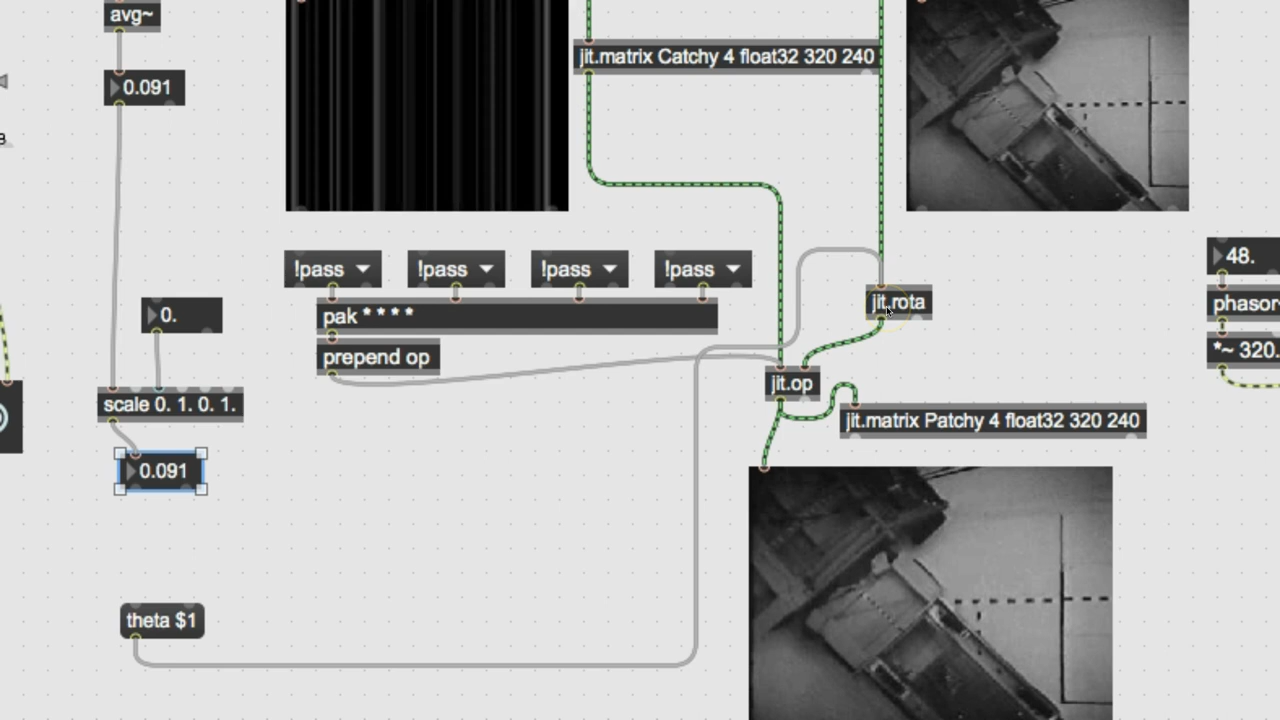 avg~
0.091
jit.matrix Catchy 4 float32 320 240
!pass
!pass
!pass
!pass
48.
jit.rota
phasor
0.
pak * * * *
prepend op
*~ 320.
jit.op
scale 0. 1. 0. 1.
jit.matrix Patchy 4 float32 320 240
0.091
theta $1